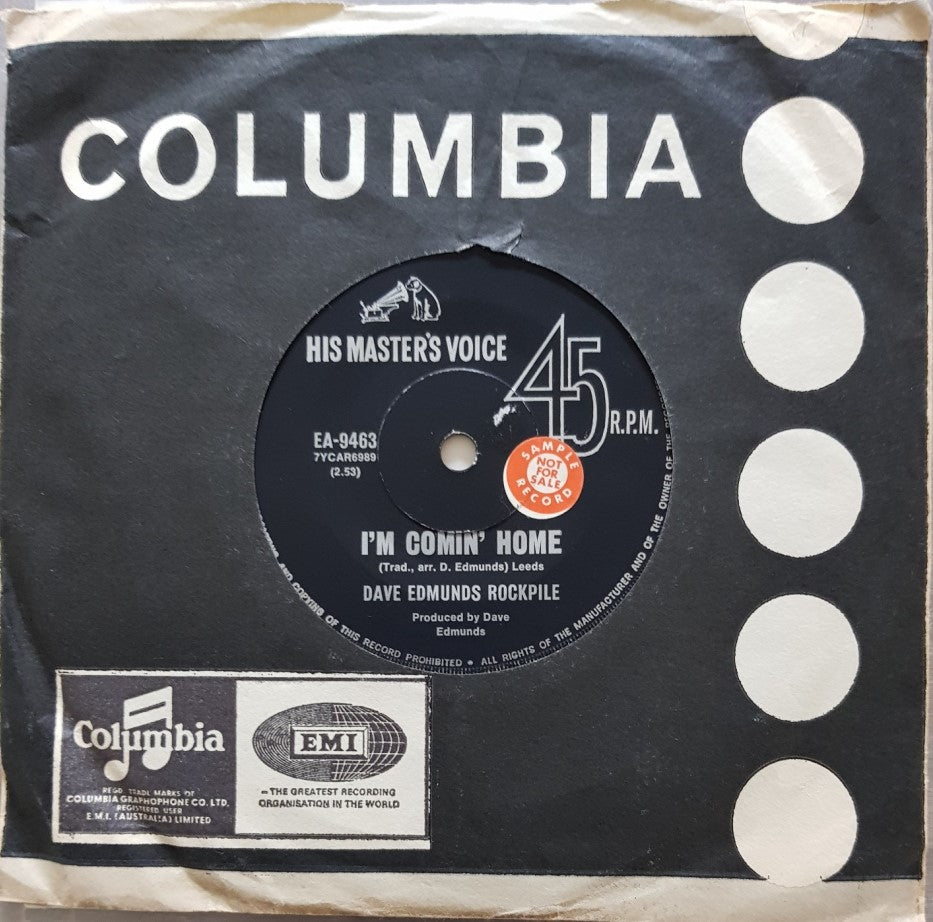 COLUMBIA
HIS MASTER'S VOICE
45
R.P.M.
EA-9463
7YCAR6989
(2.53)
SAMPLE
NOT
FOR
SALE
RECORD
I'M COMIN' HOME
(Trad., arr. D. Edmunds) Leeds
DAVE EDMUNDS ROCKPILE
Produced by Dave
Edmunds
AND COPYING OF THIS RECORD PROHIBITED • ALL RIGHTS OF THE MANUFACTURER AND OF THE OWNER OF THE
Columbia
REGD. TRADE MARKS OF
COLUMBIA GRAPHOPHONE CO. LTD.
REGISTERED USER
E.M.I. (AUSTRALIA) LIMITED
EMI
THE GREATEST RECORDING
ORGANISATION IN THE WORLD